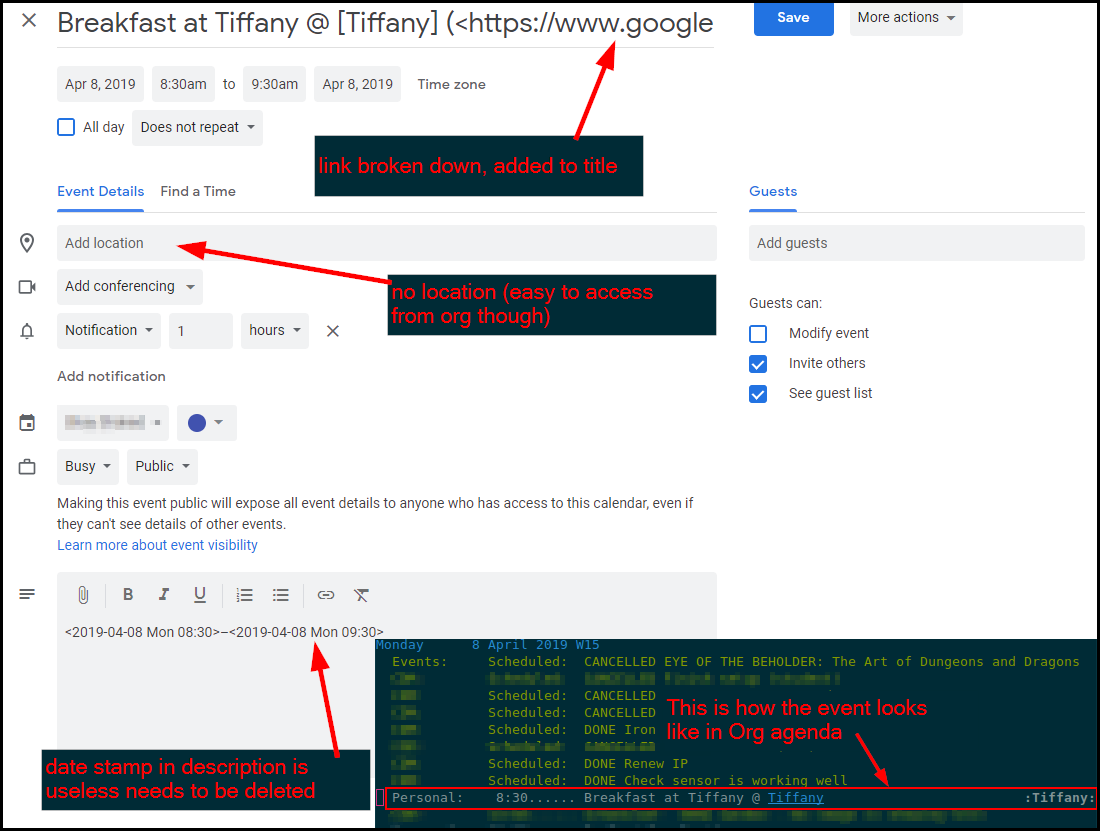 Breakfast at Tiffany @ [Tiffany] (<https://www.google
Save
More actions
Apr 8, 2019 8:30am to 9:30am Apr 8, 2019 Time zone
All day Does not repeat
link broken down, added to title
Event Details Find a Time
Guests
Add location
Add guests
Add conferencing
no location (easy to access
from org though)
Notification 1 hours
Add notification
Guests can:
Modify event
Invite others
See guest list
Busy Public
Making this event public will expose all event details to anyone who has access to this calendar, even if
they can't see details of other events.
Learn more about event visibility
B I U
<2019-04-08 Mon 08:30>–<2019-04-08 Mon 09:30>
date stamp in description is
useless needs to be deleted
Monday 8 April 2019 W15
Events: Scheduled: CANCELLED EYE OF THE BEHOLDER: The Art of Dungeons and Dragons
Scheduled: CANCELLED
Scheduled: CANCELLED
Scheduled: DONE Iron
Scheduled: DONE Renew IP
Scheduled: DONE Check sensor is working well
This is how the event looks
like in Org agenda
Personal: 8:30...... Breakfast at Tiffany @ Tiffany :Tiffany: